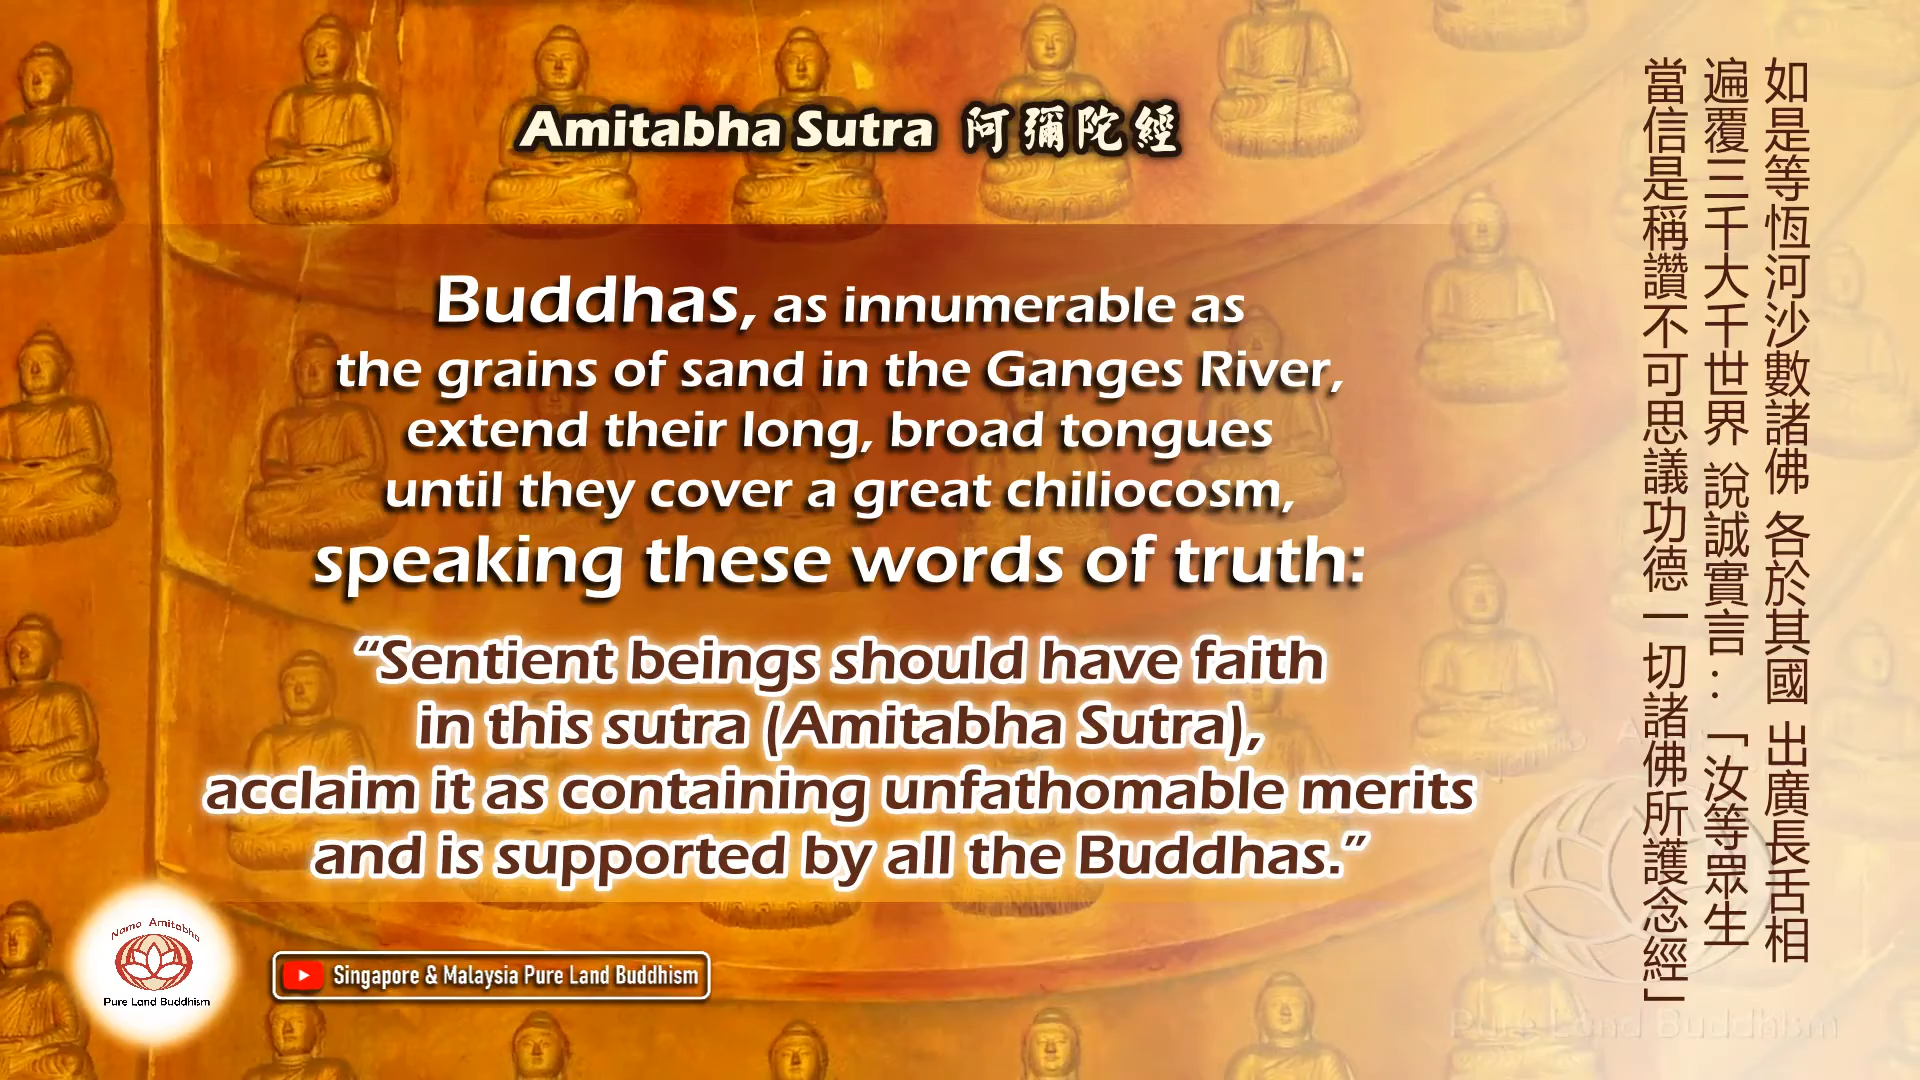 Amitabha Sutra 阿彌陀經
Buddhas, as innumerable as
the grains of sand in the Ganges River,
extend their long, broad tongues
until they cover a great chiliocosm,
speaking these words of truth:
“Sentient beings should have faith
in this sutra (Amitabha Sutra),
acclaim it as containing unfathomable merits
and is supported by all the Buddhas.”
如是等恆河沙數諸佛 各於其國 出廣長舌相
遍覆三千大千世界 說誠實言：「汝等眾生
當信是稱讚不可思議功德 一切諸佛所護念經」
Namo Amitabha
Pure Land Buddhism
Singapore & Malaysia Pure Land Buddhism
Pure Land Buddhism